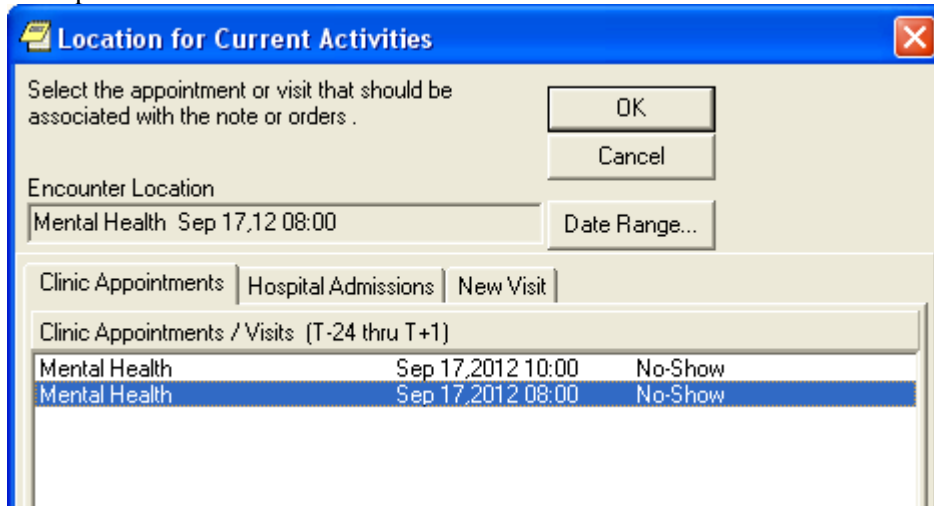 Location for Current Activities
Select the appointment or visit that should be
associated with the note or orders .
OK
Cancel
Encounter Location
Mental Health Sep 17,12 08:00
Date Range...
Clinic Appointments Hospital Admissions New Visit
Clinic Appointments / Visits (T-24 thru T+1)
Mental Health Sep 17,2012 10:00 No-Show
Mental Health Sep 17,2012 08:00 No-Show